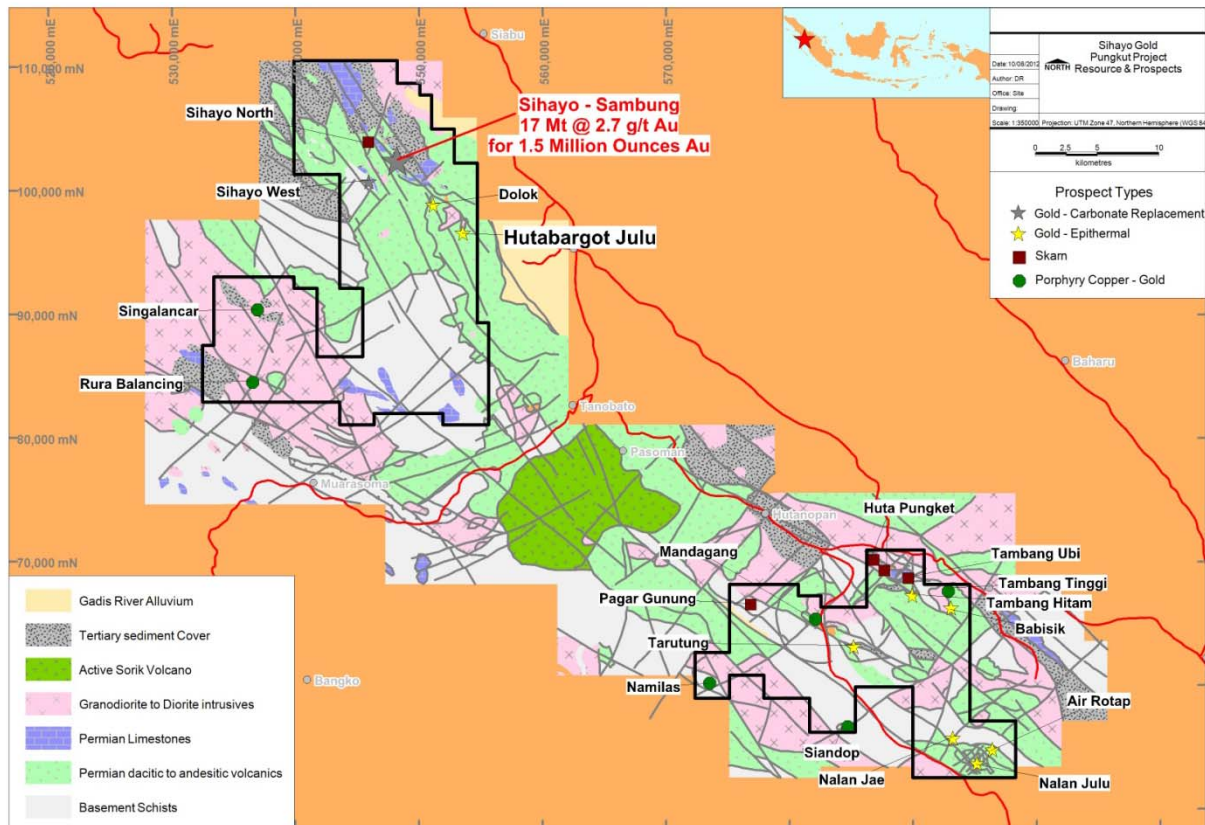 520,000 mE
530,000 mE
550,000 mE
560,000 mE
570,000 mE
110,000 mN
100,000 mN
90,000 mN
80,000 mN
70,000 mN
Siabu
Sihayo North
Sihayo - Sambung
17 Mt @ 2.7 g/t Au
for 1.5 Million Ounces Au
Sihayo West
Dolok
Hutabargot Julu
Singalancar
Rura Balancing
Baharu
Tanobato
Pasoman
Muarasoma
Hutanopan
Huta Pungket
Mandagang
Tambang Ubi
Tambang Tinggi
Pagar Gunung
Tambang Hitam
Babisik
Tarutung
Namilas
Bangko
Air Rotap
Siandop
Nalan Jae
Nalan Julu
Date:10/08/2012
Author: DR
Office: Site
Drawing:
Scale: 1:350000
Projection: UTM Zone 47, Northern Hemisphere (WGS 84
NORTH
Sihayo Gold
Pungkut Project
Resource & Prospects
0 2.5 5 10
kilometres
Prospect Types
Gold - Carbonate Replacement
Gold - Epithermal
Skarn
Porphyry Copper - Gold
Gadis River Alluvium
Tertiary sediment Cover
Active Sorik Volcano
Granodiorite to Diorite intrusives
Permian Limestones
Permian dacitic to andesitic volcanics
Basement Schists